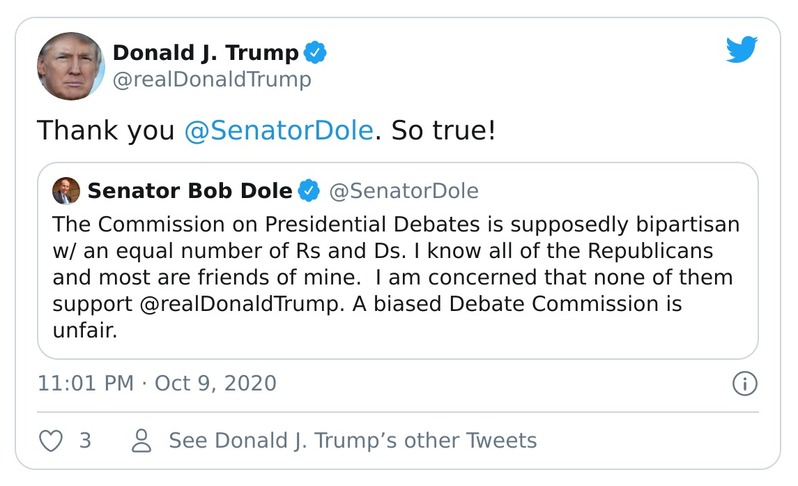 Donald J. Trump
@realDonaldTrump
Thank you @SenatorDole. So true!
Senator Bob Dole @SenatorDole
The Commission on Presidential Debates is supposedly bipartisan
w/ an equal number of Rs and Ds. I know all of the Republicans
and most are friends of mine.  I am concerned that none of them
support @realDonaldTrump. A biased Debate Commission is
unfair.
11:01 PM · Oct 9, 2020
3 See Donald J. Trump’s other Tweets